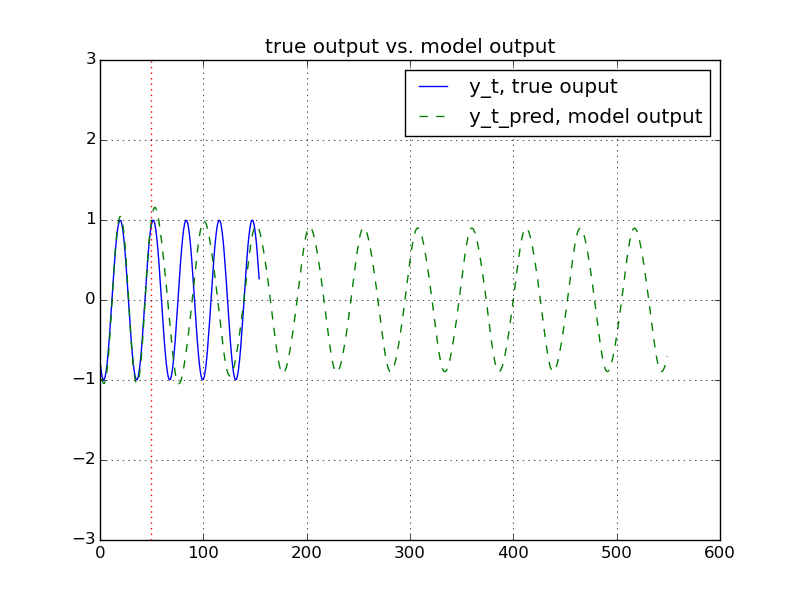 true output vs. model output
y_t, true ouput
y_t_pred, model output
3
2
1
0
−1
−2
−3
0 100 200 300 400 500 600